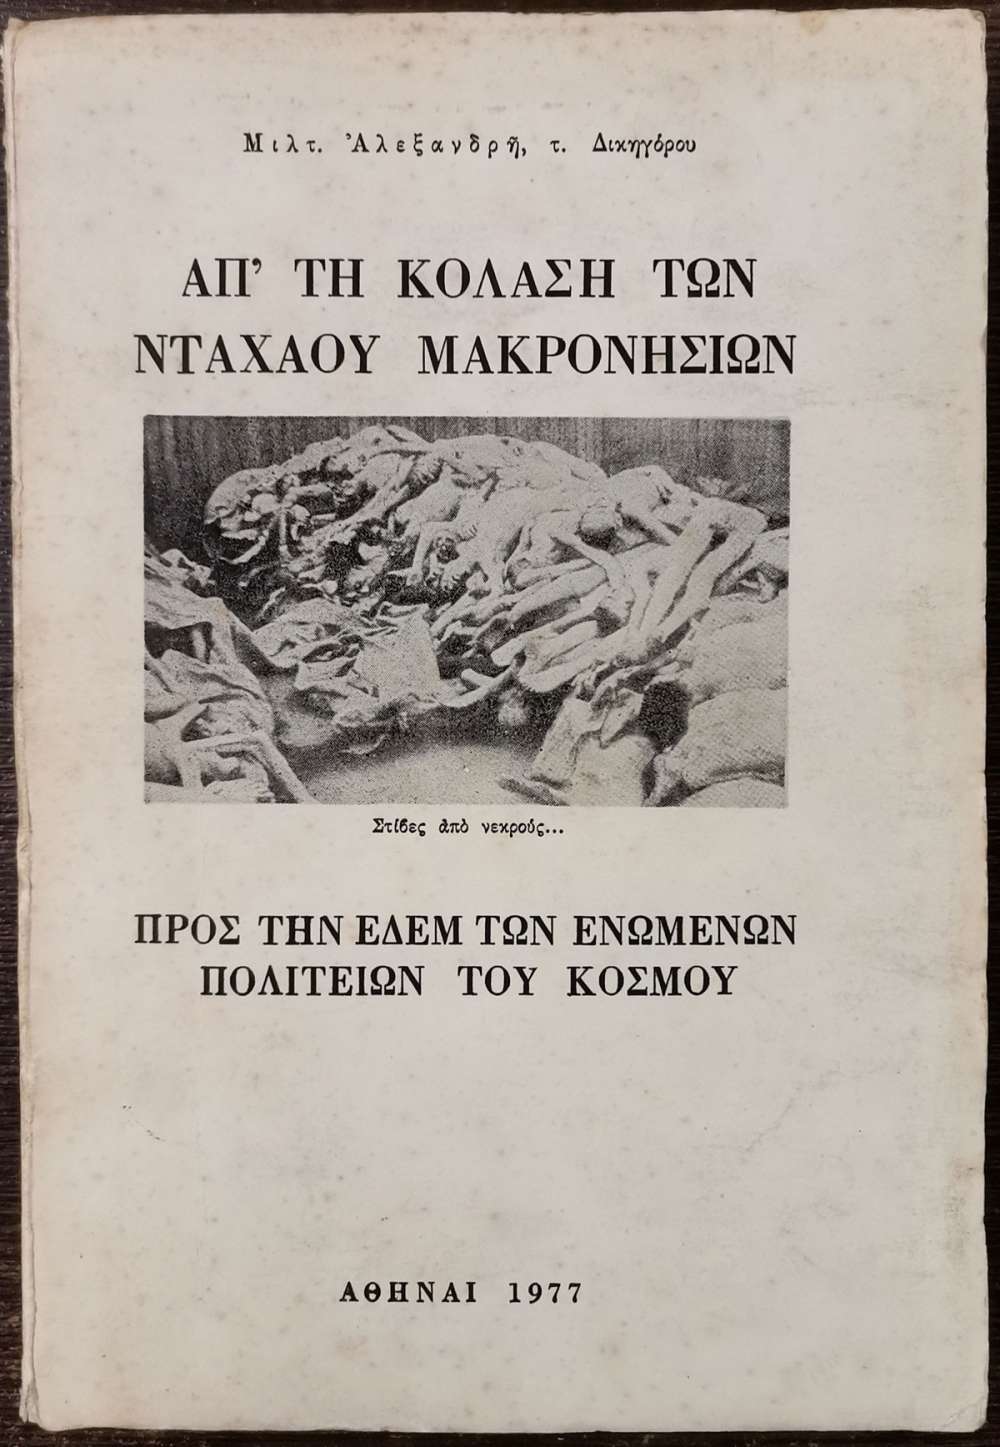 Μιλτ. Ἀλεξανδρῆ, τ. Δικηγόρου
ΑΠ' ΤΗ ΚΟΛΑΣΗ ΤΩΝ
ΝΤΑΧΑΟΥ ΜΑΚΡΟΝΗΣΙΩΝ
Στίβες ἀπὸ νεκρούς...
ΠΡΟΣ ΤΗΝ ΕΔΕΜ ΤΩΝ ΕΝΩΜΕΝΩΝ
ΠΟΛΙΤΕΙΩΝ ΤΟΥ ΚΟΣΜΟΥ
ΑΘΗΝΑΙ 1977